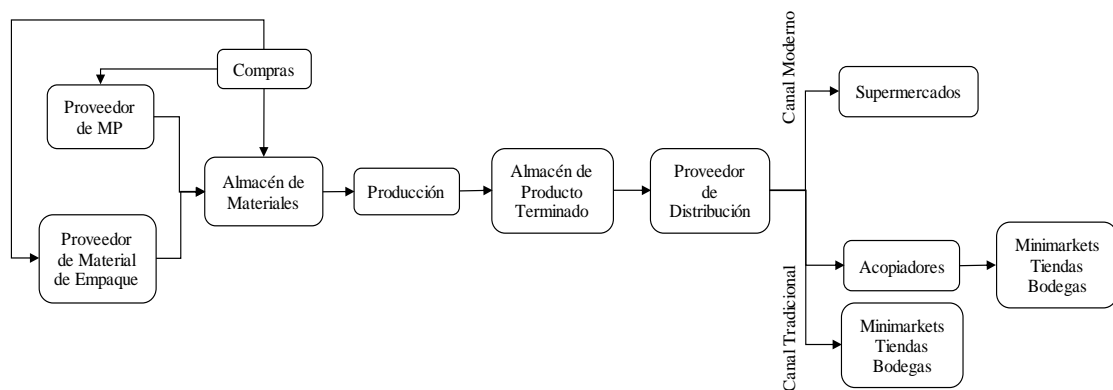 Compras
Proveedor
de MP
Proveedor
de Material
de Empaque
Almacén de
Materiales
Producción
Almacén de
Producto
Terminado
Proveedor
de
Distribución
Canal Moderno
Supermercados
Canal Tradicional
Acopiadores
Minimarkets
Tiendas
Bodegas
Minimarkets
Tiendas
Bodegas